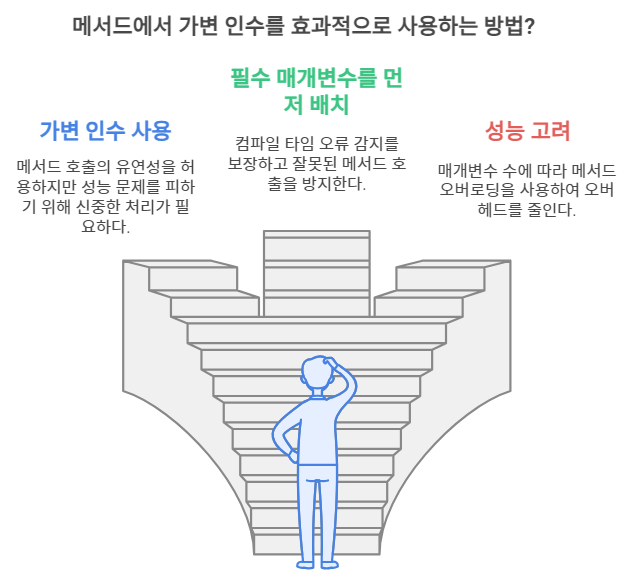 메서드에서 가변 인수를 효과적으로 사용하는 방법?
필수 매개변수를 먼
저 배치
컴파일 타임 오류 감지를
보장하고 잘못된 메서드 호
출을 방지한다.
가변 인수 사용
메서드 호출의 유연성을 허
용하지만 성능 문제를 피하
기 위해 신중한 처리가 필
요하다.
성능 고려
매개변수 수에 따라 메서드
오버로딩을 사용하여 오버
헤드를 줄인다.